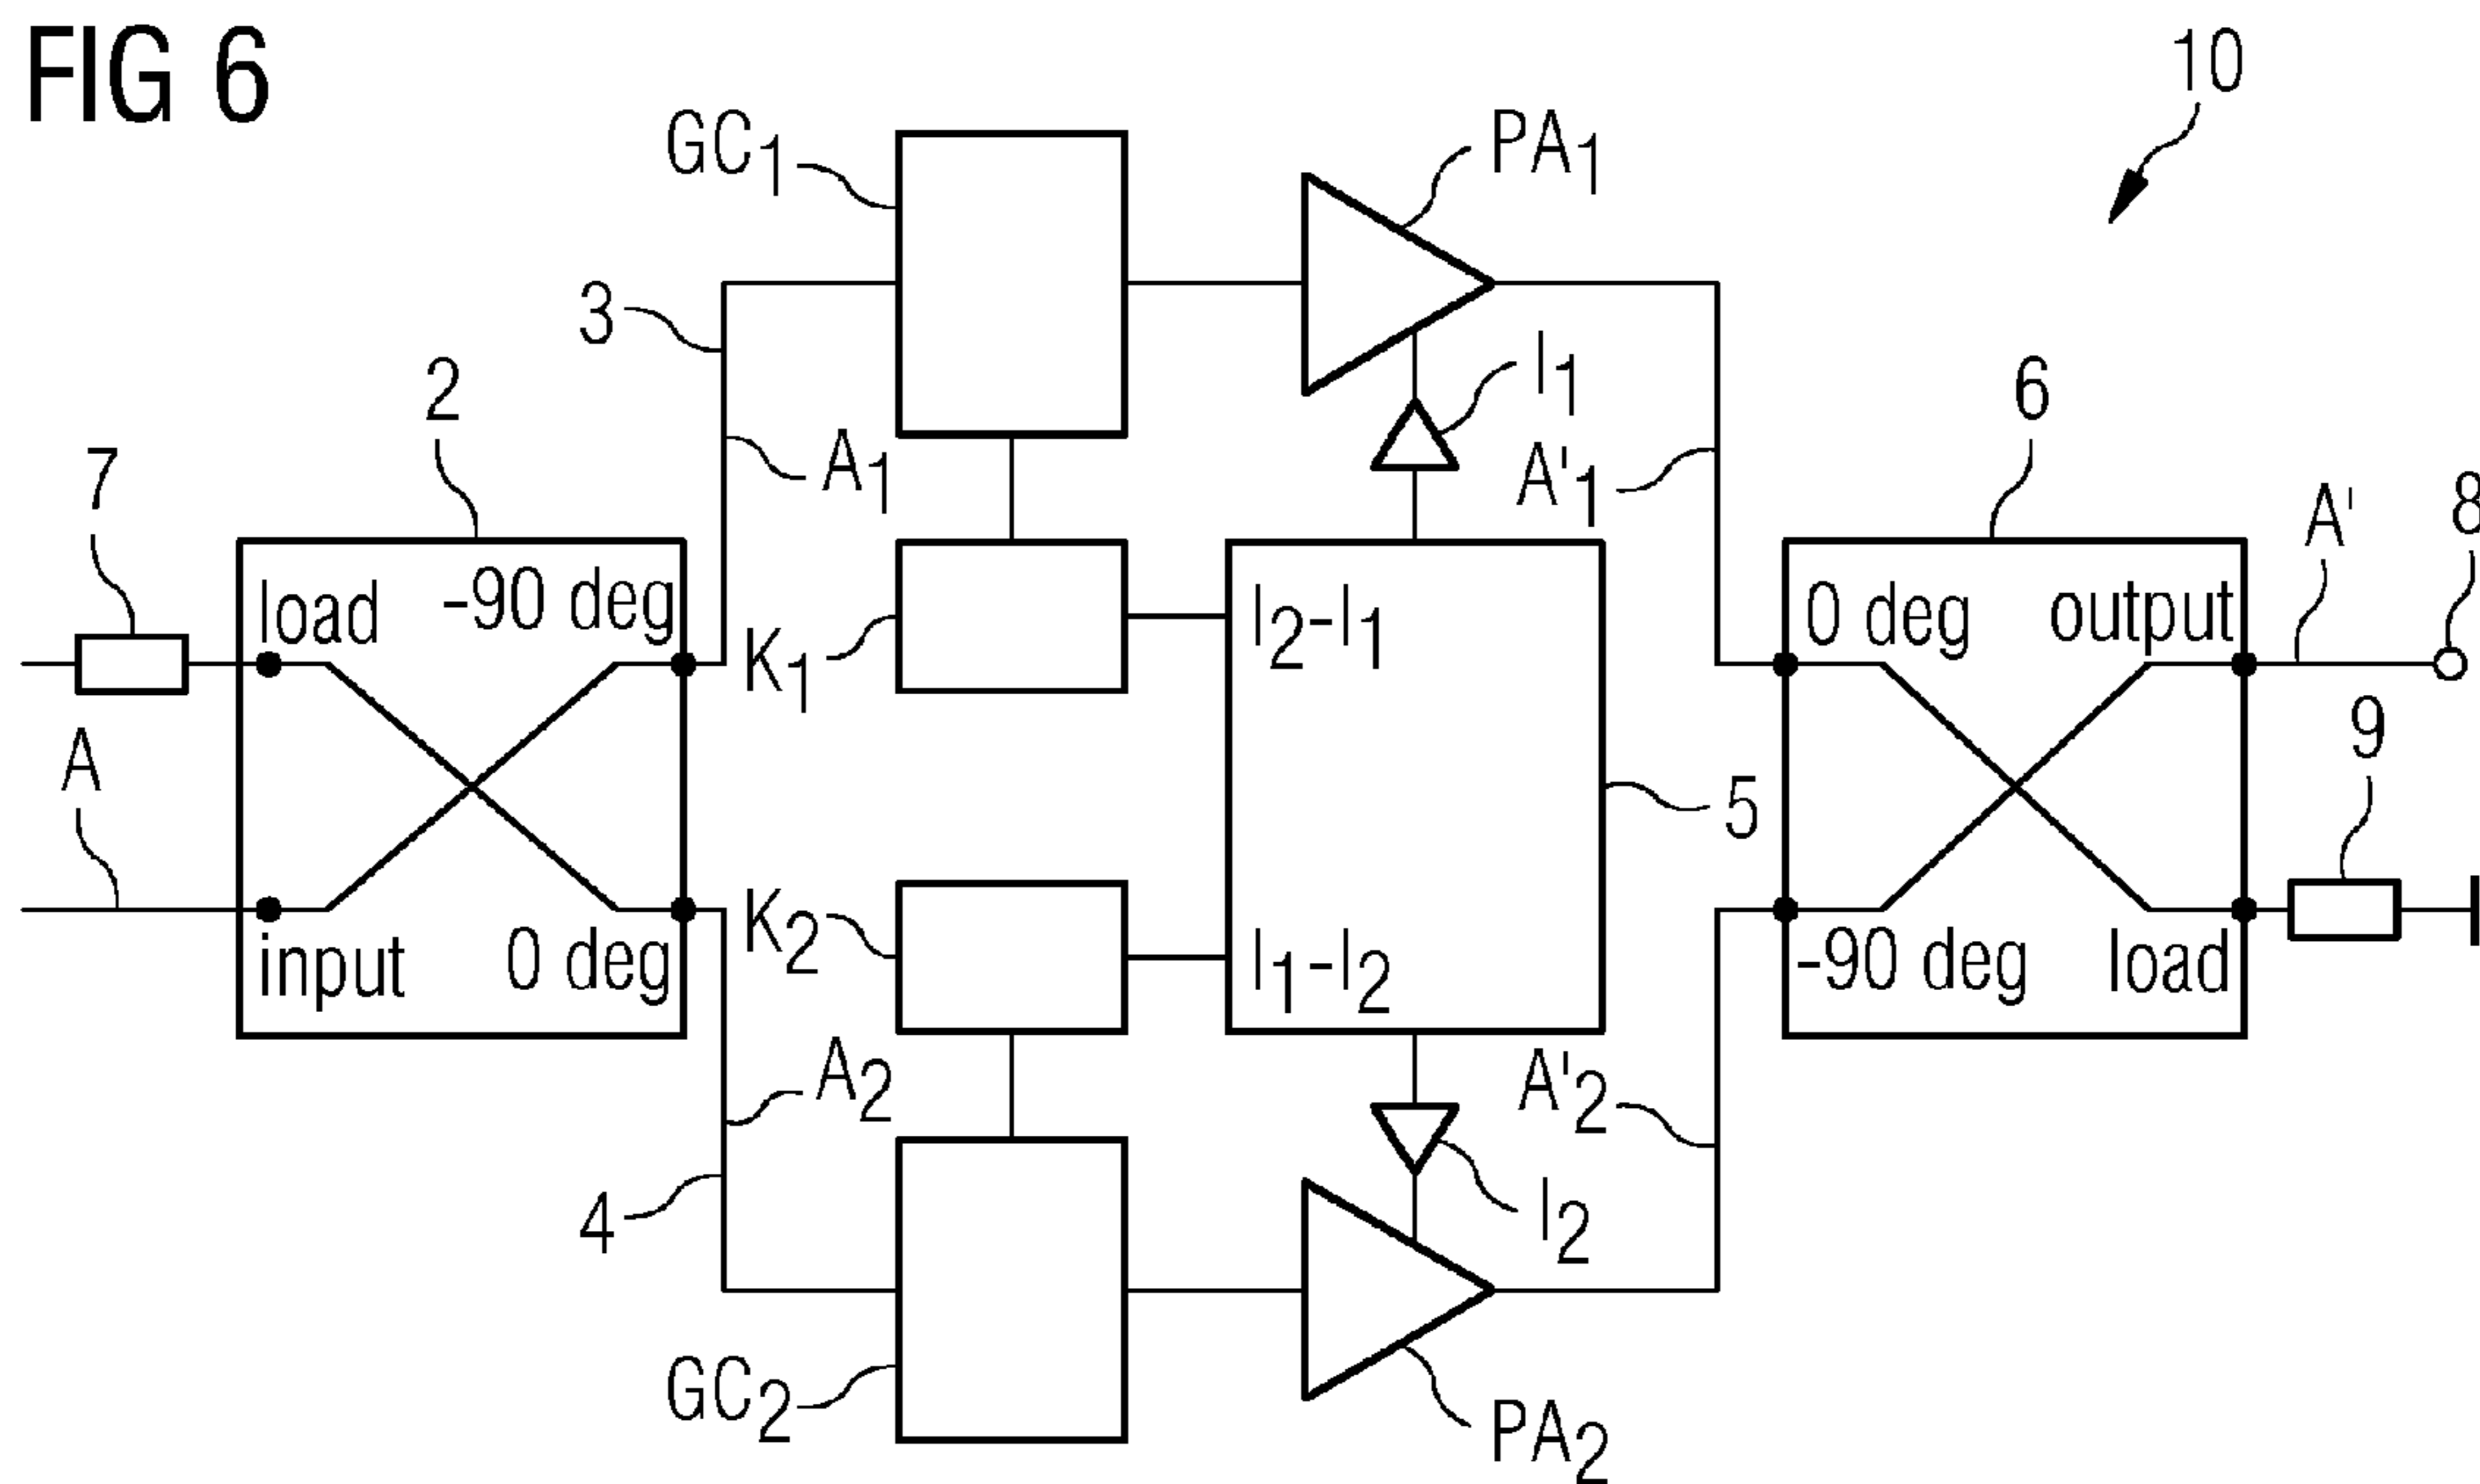 FIG 6
10
GC1
PA1
3
I1
2
6
A1
A'1
7
A'
8
load
-90 deg
I2-I1
0 deg
output
K1
A
9
5
K2
input
0 deg
I1-I2
-90 deg
load
A2
A'2
4
I2
GC2
PA2